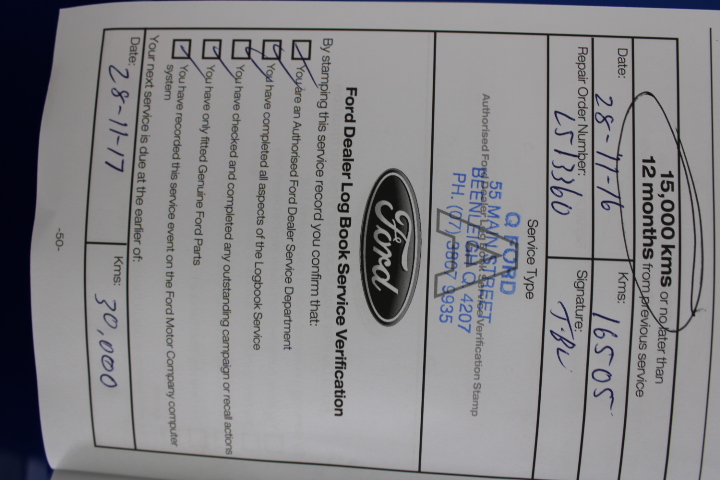 15,000 kms or no later than
12 months from previous service
Date: 28-11-16 Kms: 16505
Repair Order Number: L513360 Signature:
Service Type
Q FORD
55 MAIN STREET
BEENLEIGH Q. 4207
PH. (07) 3807 9935
Authorised Ford Dealer Log Book Service Verification Stamp
Ford
Ford Dealer Log Book Service Verification
By stamping this service record you confirm that:
You are an Authorised Ford Dealer Service Department
You have completed all aspects of the Logbook Service
You have checked and completed any outstanding campaign or recall actions
You have only fitted Genuine Ford Parts
You have recorded this service event on the Ford Motor Company computer
system
Your next service is due at the earlier of:
Date: 28-11-17 Kms: 30,000
-50-